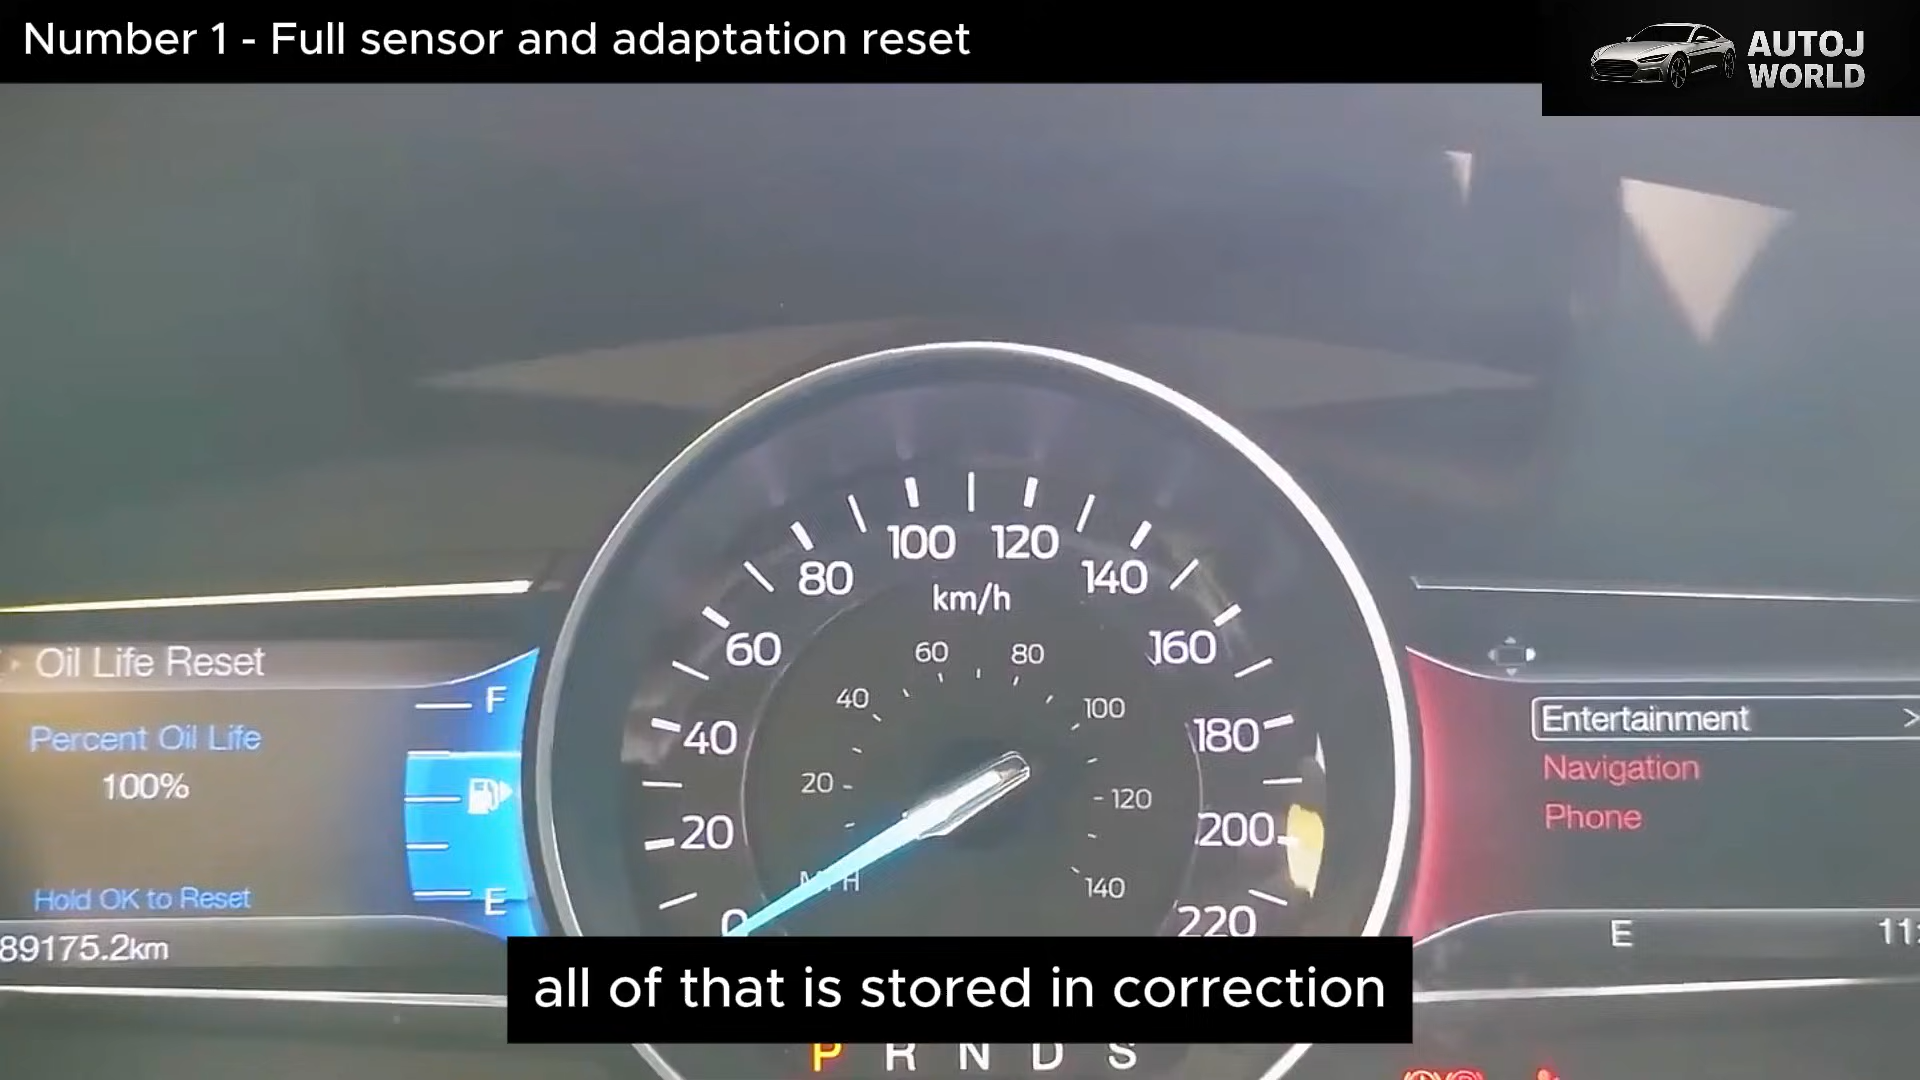 Number 1 - Full sensor and adaptation reset
AUTOJ
WORLD
Oil Life Reset
Percent Oil Life
100%
Hold OK to Reset
89175.2km
F
E
0
20
40
60
80
100
120
140
160
180
200
220
km/h
20
40
60
80
100
120
140
MPH
Entertainment >
Navigation
Phone
E
11:
all of that is stored in correction
P R N D S